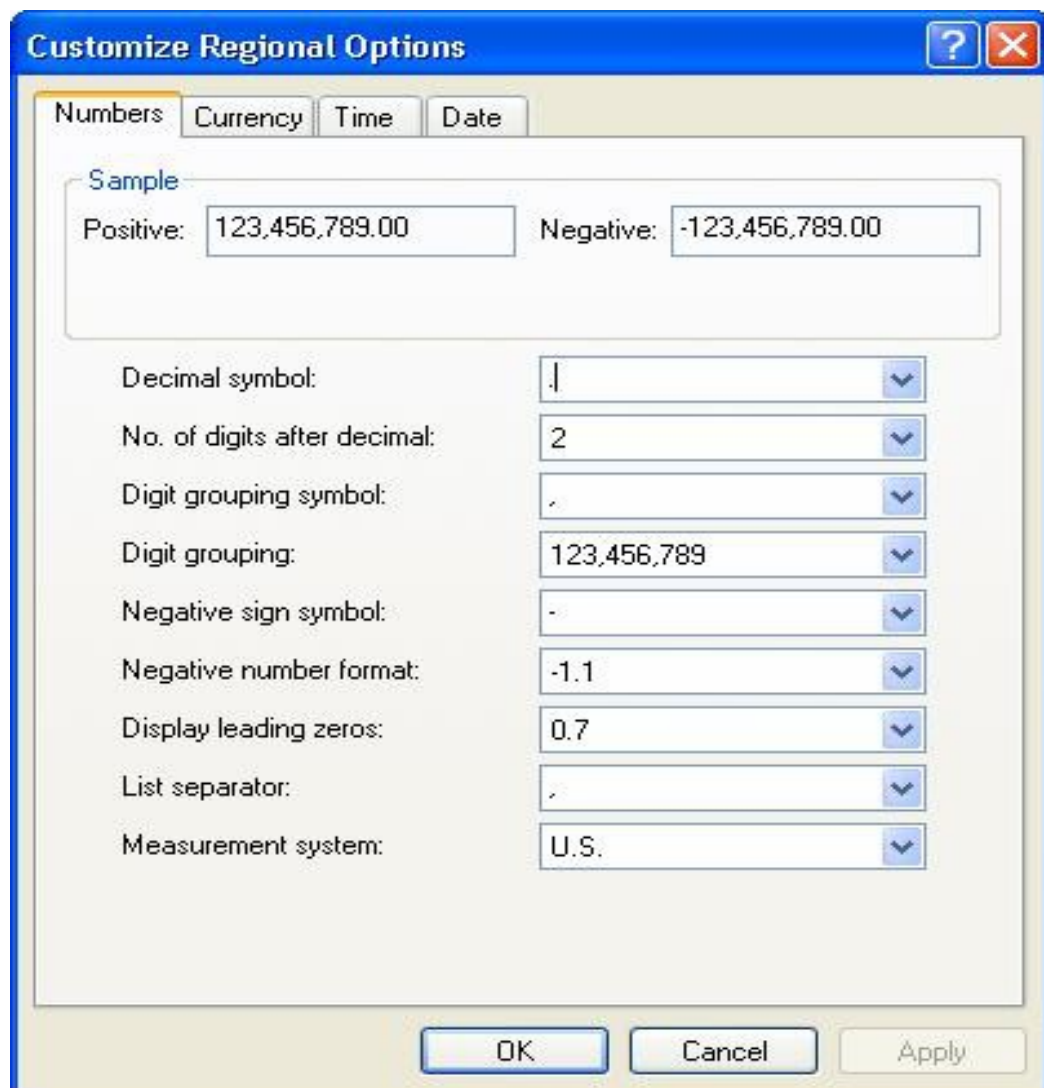 Customize Regional Options
Numbers Currency Time Date
Sample
Positive: 123,456,789.00 Negative: -123,456,789.00
Decimal symbol: .
No. of digits after decimal: 2
Digit grouping symbol: ,
Digit grouping: 123,456,789
Negative sign symbol: -
Negative number format: -1.1
Display leading zeros: 0.7
List separator: ,
Measurement system: U.S.
OK Cancel Apply